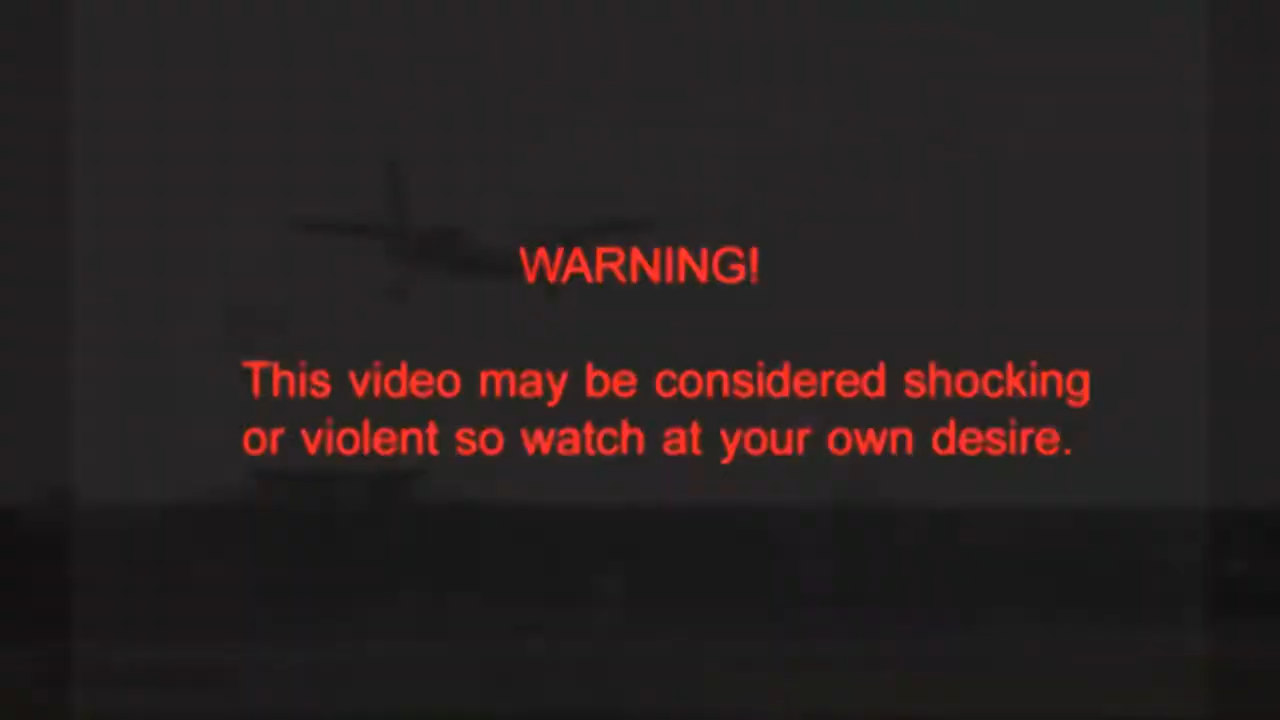 WARNING!
This video may be considered shocking
or violent so watch at your own desire.